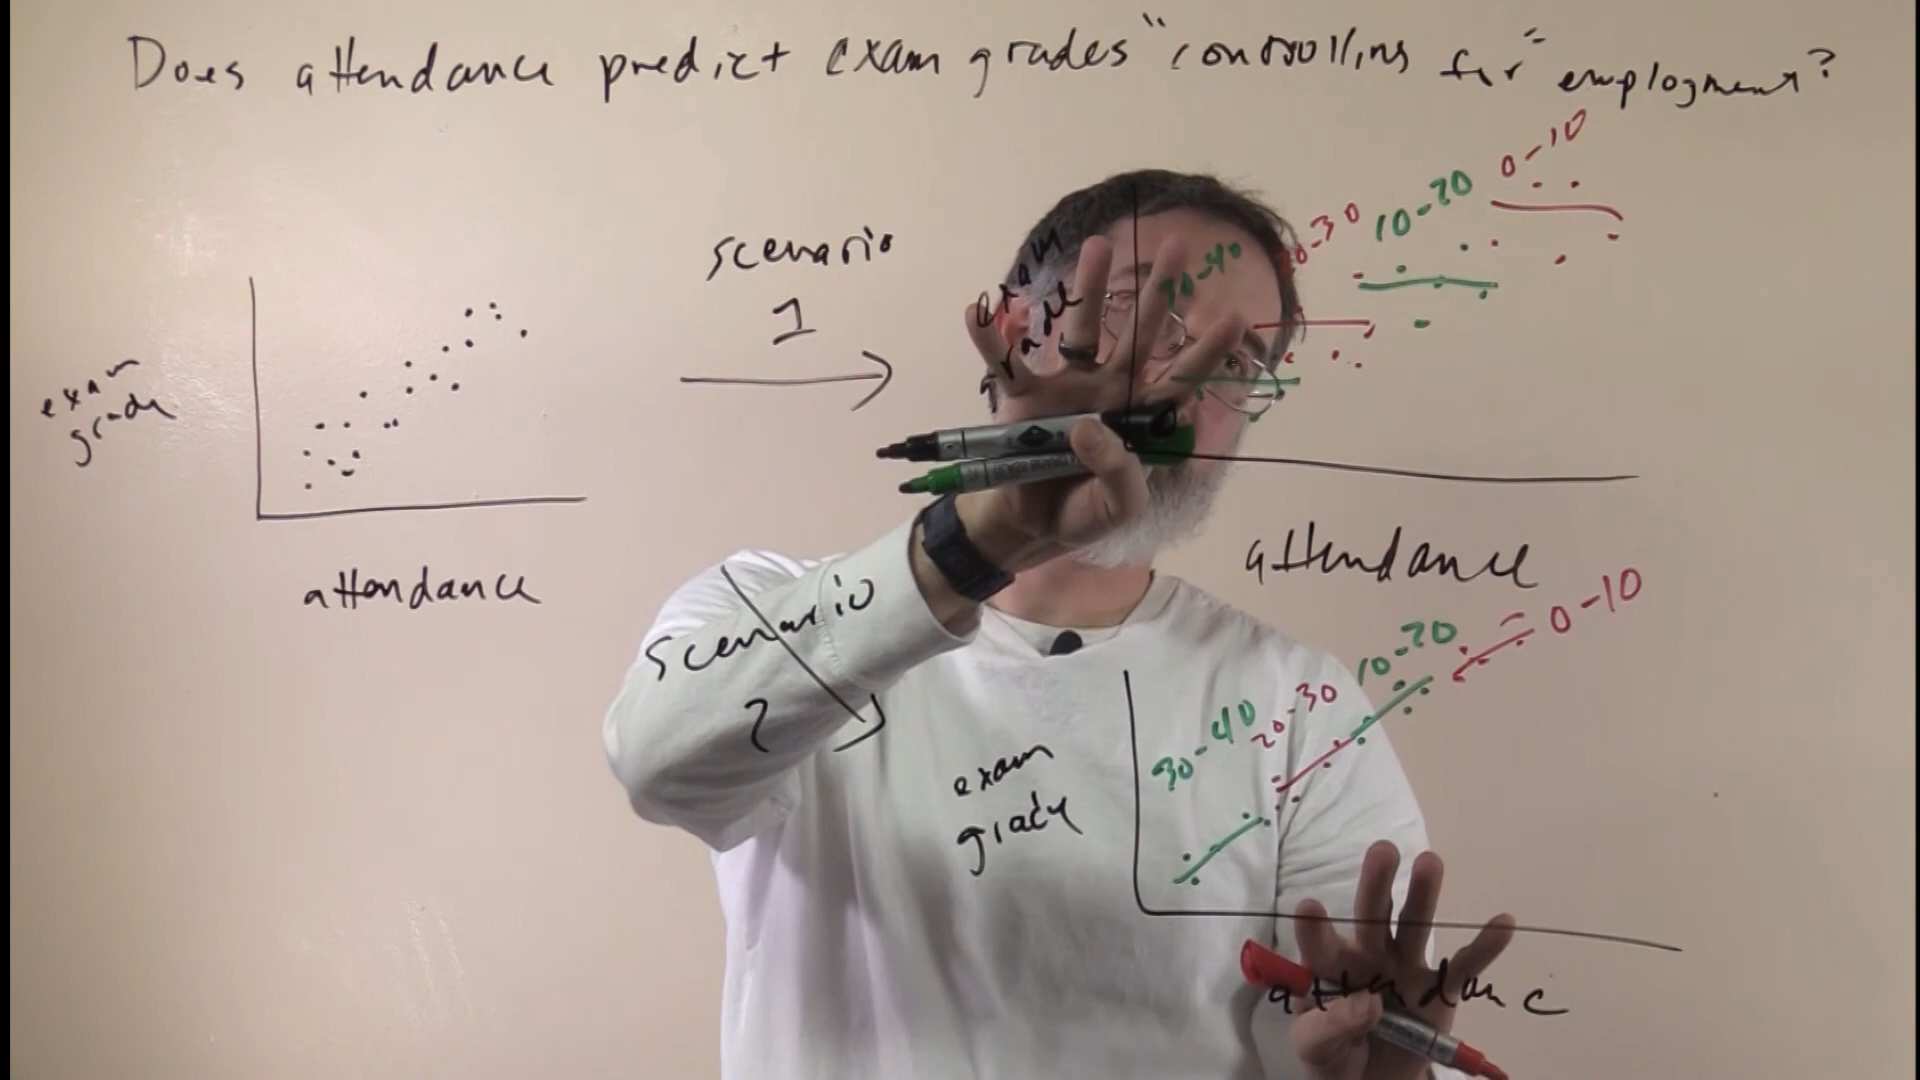 Does attendance predict exam grades "controlling for" employment?
0-10
10-20
20-30
30-40
scenario
1
exam
grade
exam
grade
attendance
attendance
scenario
2
0-10
10-20
20-30
30-40
exam
grade
attendance